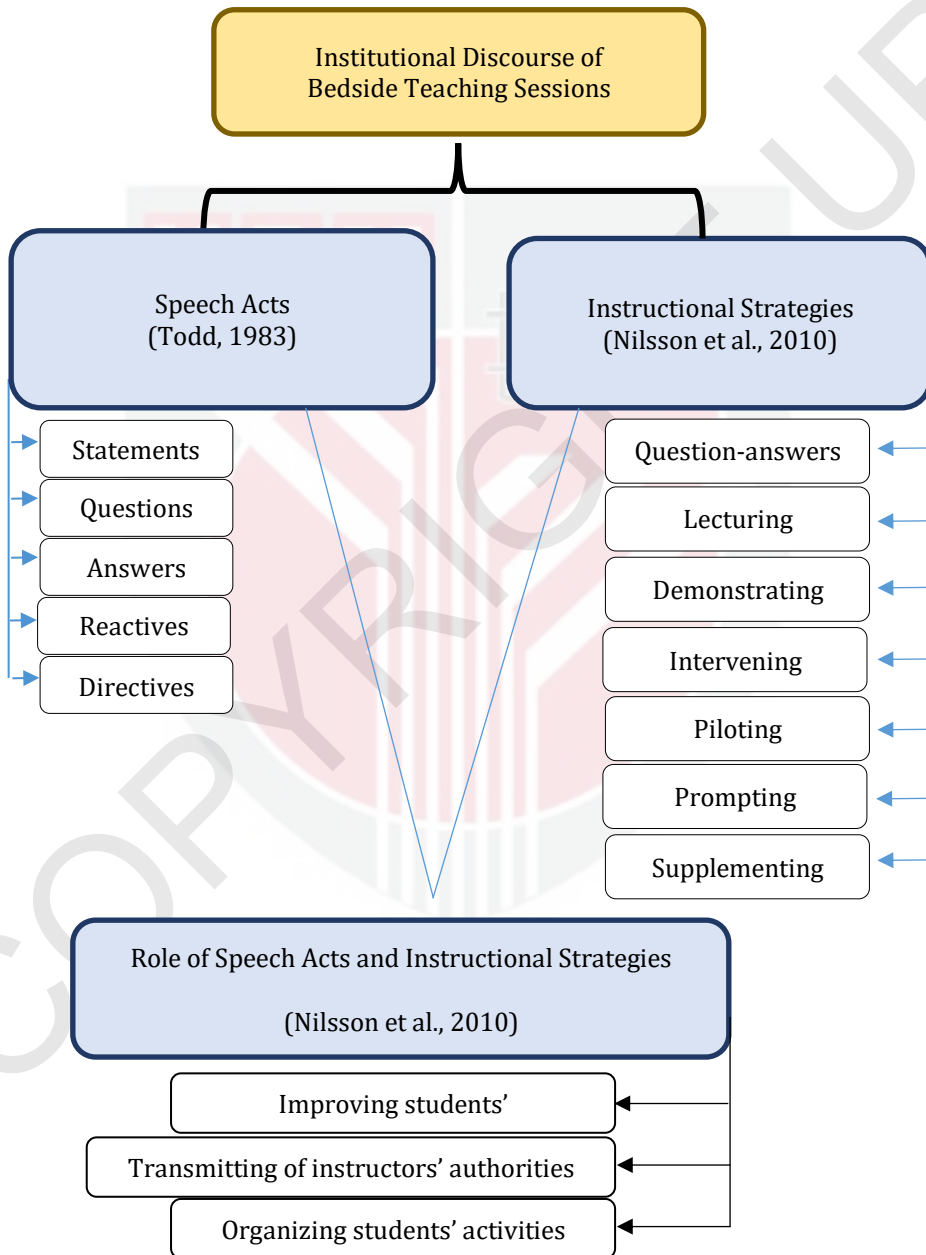 Institutional Discourse of
Bedside Teaching Sessions
Speech Acts
(Todd, 1983)
Instructional Strategies
(Nilsson et al., 2010)
Statements
Questions
Answers
Reactives
Directives
Question-answers
Lecturing
Demonstrating
Intervening
Piloting
Prompting
Supplementing
Role of Speech Acts and Instructional Strategies
(Nilsson et al., 2010)
Improving students’
Transmitting of instructors’ authorities
Organizing students’ activities
COPYRIGHT UP